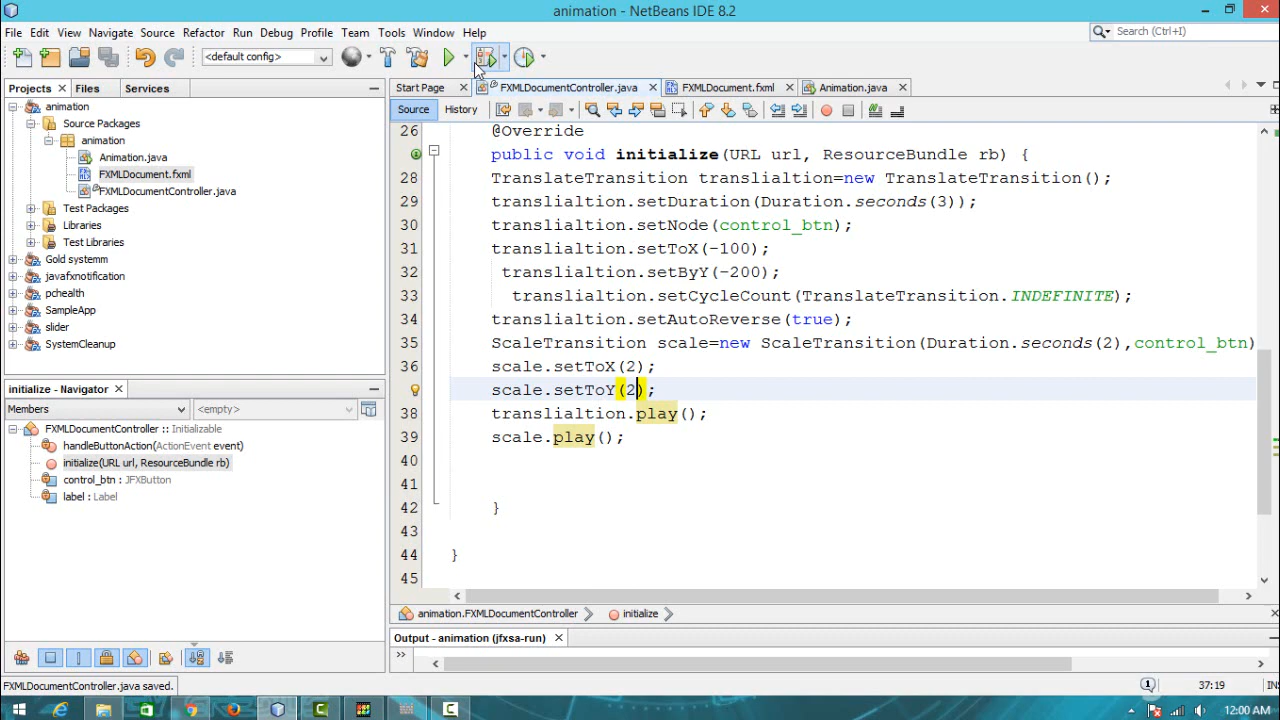 animation - NetBeans IDE 8.2
File Edit View Navigate Source Refactor Run Debug Profile Team Tools Window Help
Search (Ctrl+I)
<default config>
Projects Files Services
Start Page FXMLDocumentController.java FXMLDocument.fxml Animation.java
Source History
animation
Source Packages
animation
Animation.java
FXMLDocument.fxml
FXMLDocumentController.java
Test Packages
Libraries
Test Libraries
Gold systemm
javafxnotification
pchealth
SampleApp
slider
SystemCleanup
initialize - Navigator
Members <empty>
FXMLDocumentController :: Initializable
handleButtonAction(ActionEvent event)
initialize(URL url, ResourceBundle rb)
control_btn : JFXButton
label : Label
26 @Override
public void initialize(URL url, ResourceBundle rb) {
28 TranslateTransition translialtion=new TranslateTransition();
29 translialtion.setDuration(Duration.seconds(3));
30 translialtion.setNode(control_btn);
31 translialtion.setToX(-100);
32 translialtion.setByY(-200);
33 translialtion.setCycleCount(TranslateTransition.INDEFINITE);
34 translialtion.setAutoReverse(true);
35 ScaleTransition scale=new ScaleTransition(Duration.seconds(2),control_btn)
36 scale.setToX(2);
scale.setToY(2);
38 translialtion.play();
39 scale.play();
40
41
42 }
43
44 }
45
animation.FXMLDocumentController initialize
Output - animation (jfxsa-run)
FXMLDocumentController.java saved.
1 37:19 INS
12:00 AM